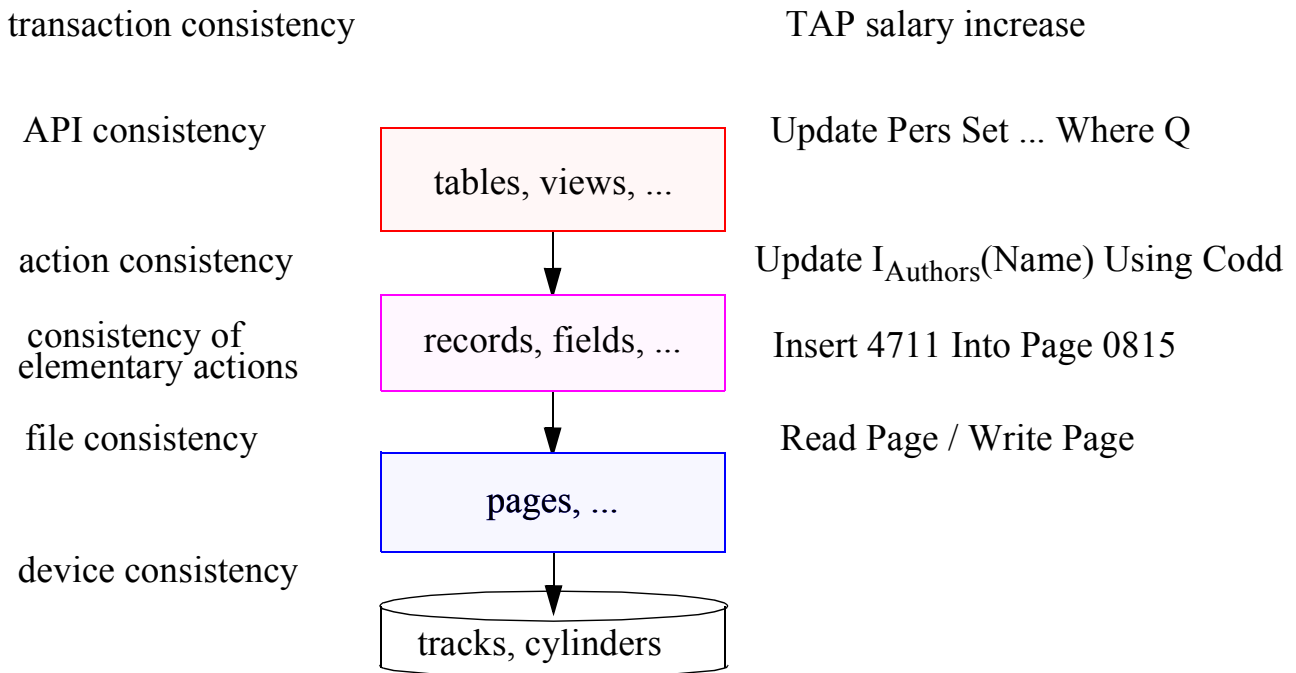 transaction consistency
TAP salary increase
API consistency
Update Pers Set ... Where Q
tables, views, ...
action consistency
Update I_Authors(Name) Using Codd
consistency of
elementary actions
records, fields, ...
Insert 4711 Into Page 0815
file consistency
Read Page / Write Page
pages, ...
device consistency
tracks, cylinders